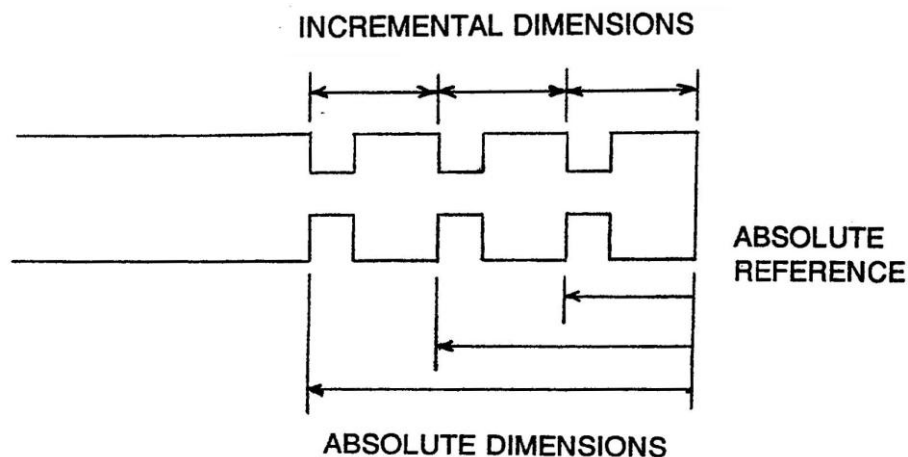 INCREMENTAL DIMENSIONS
ABSOLUTE
REFERENCE
ABSOLUTE DIMENSIONS